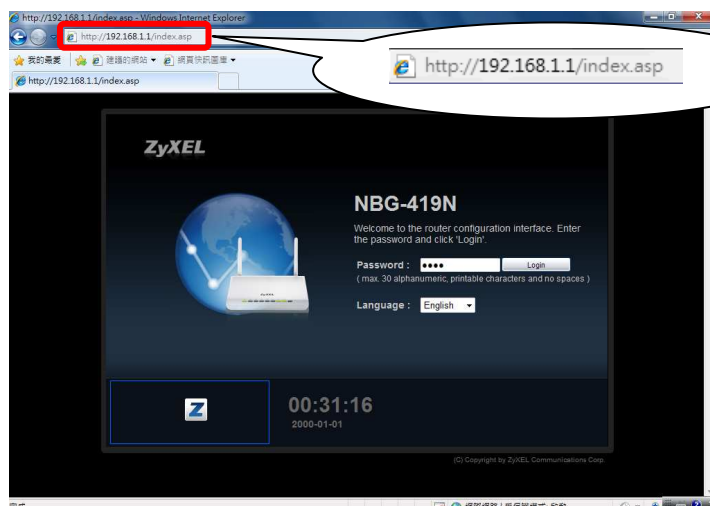 http://192.168.1.1/index.asp - Windows Internet Explorer
http://192.168.1.1/index.asp
http://192.168.1.1/index.asp
我的最愛 建議的網站 網頁快訊圖庫
http://192.168.1.1/index.asp
ZyXEL
NBG-419N
Welcome to the router configuration interface. Enter
the password and click 'Login'.
Password : •••• Login
( max. 30 alphanumeric, printable characters and no spaces )
Language : English
Z
00:31:16
2000-01-01
(C) Copyright by ZyXEL Communications Corp.